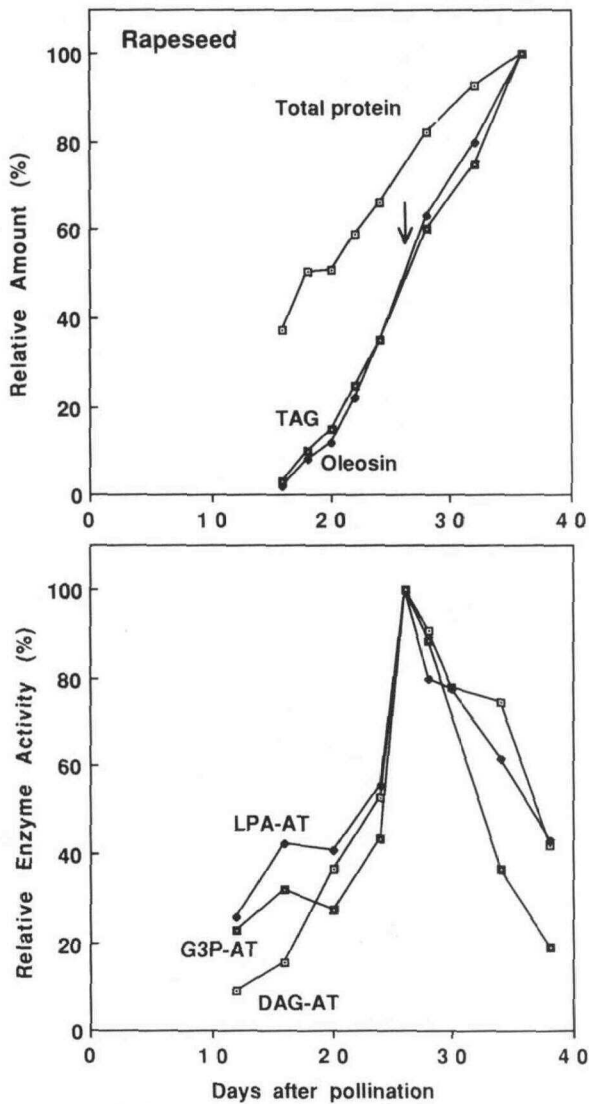 Rapeseed
Relative Amount (%)
100
80
60
40
20
0
Total protein
TAG
Oleosin
0 10 20 30 40
Relative Enzyme Activity (%)
100
80
60
40
20
0
LPA-AT
G3P-AT
DAG-AT
0 10 20 30 40
Days after pollination